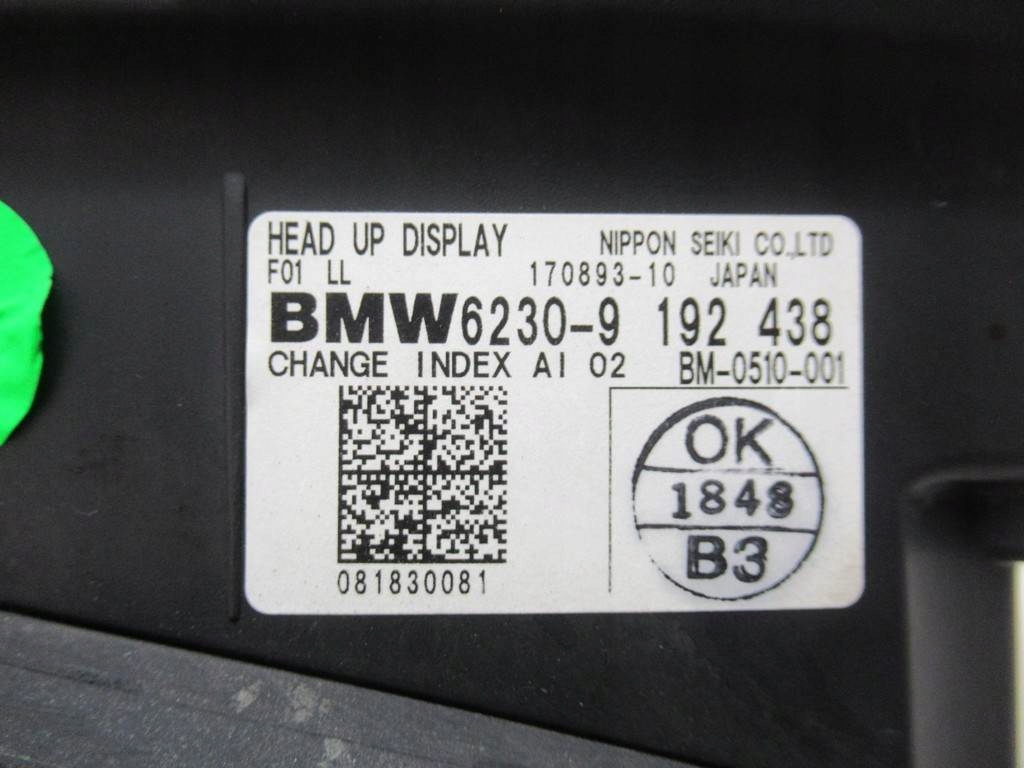 HEAD UP DISPLAY NIPPON SEIKI CO.,LTD
F01 LL 170893-10 JAPAN
BMW6230-9 192 438
CHANGE INDEX AI 02 BM-0510-001
081830081
OK
1848
B3